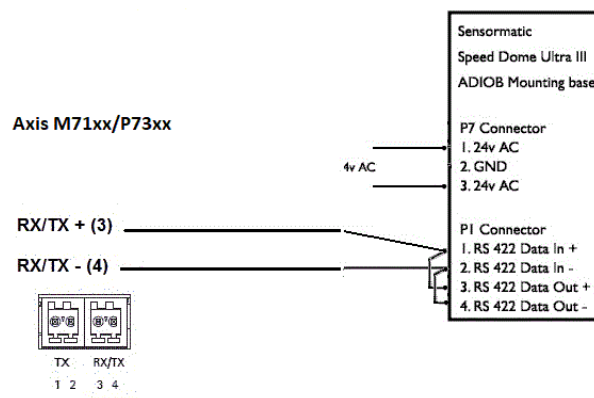 Sensormatic
Speed Dome Ultra III
ADIOB Mounting base
Axis M71xx/P73xx
P7 Connector
1. 24v AC
4v AC
2. GND
3. 24v AC
RX/TX + (3)
P1 Connector
1. RS 422 Data In +
RX/TX - (4)
2. RS 422 Data In -
3. RS 422 Data Out +
4. RS 422 Data Out -
TX RX/TX
1 2 3 4